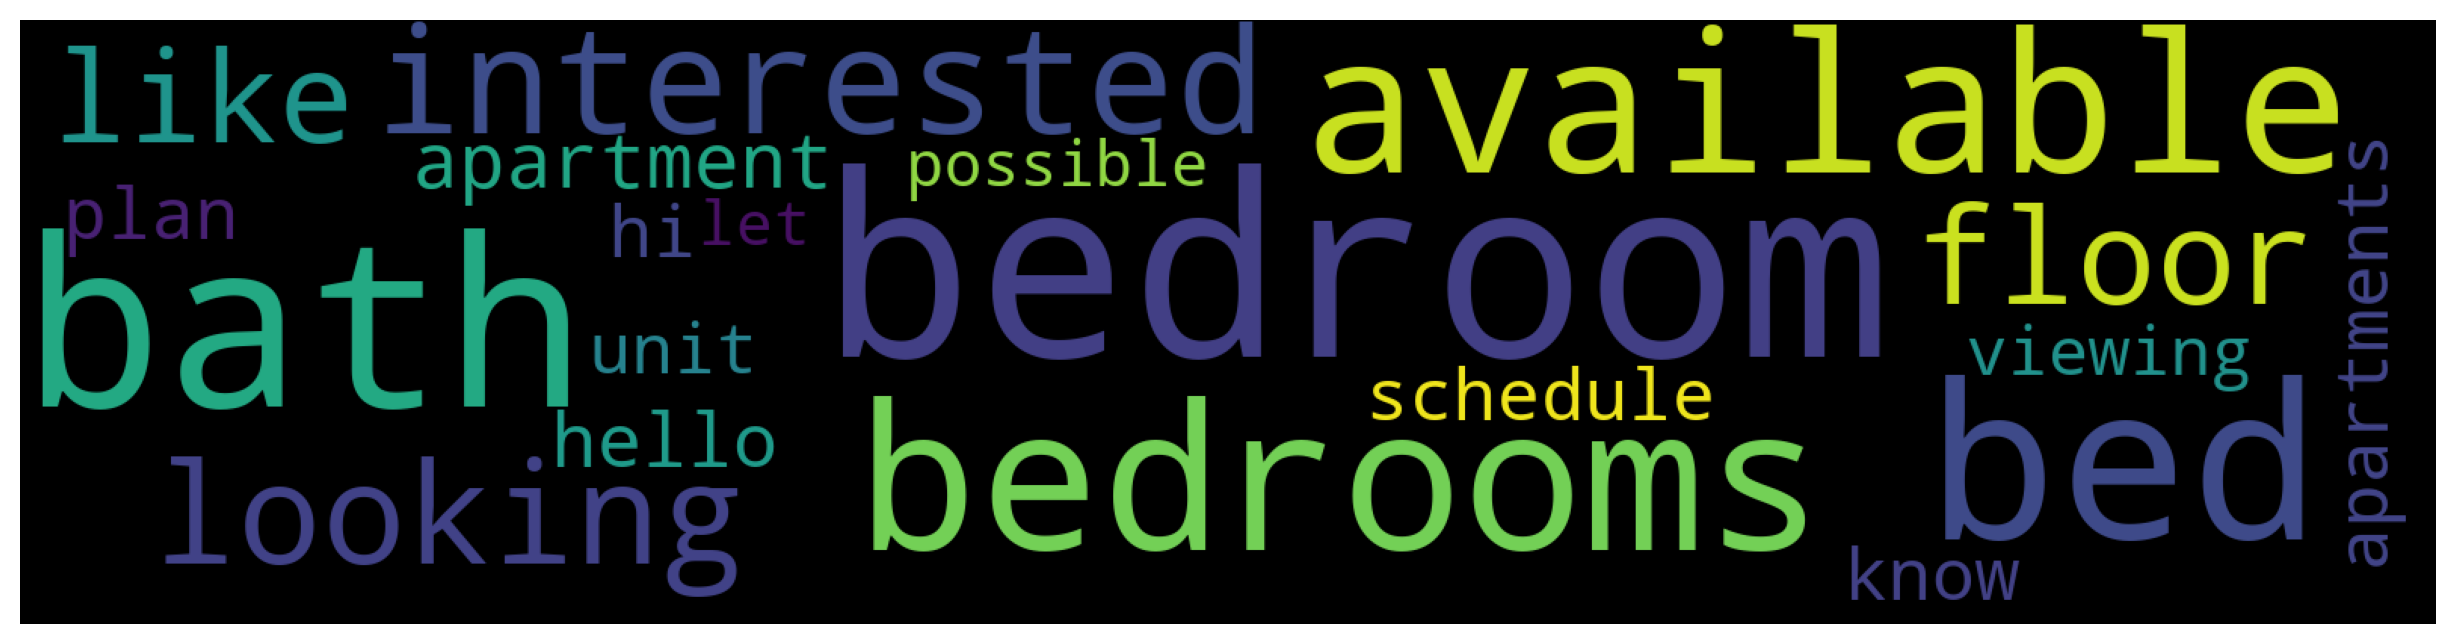 like
interested
available
apartment
possible
plan
hi
let
bedroom
floor
apartments
bath
unit
viewing
schedule
hello
bedrooms
bed
looking
know